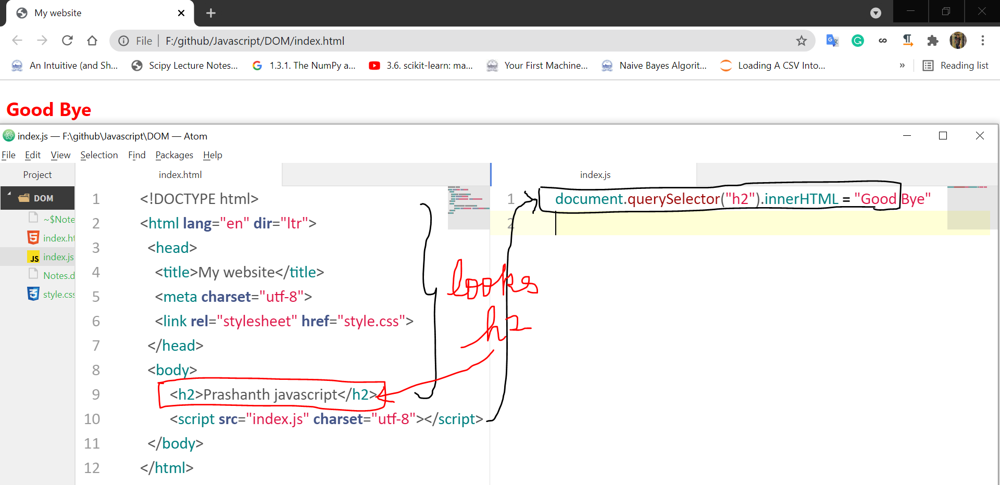 My website
File F:/github/Javascript/DOM/index.html
An Intuitive (and Sh... Scipy Lecture Notes... 1.3.1. The NumPy a... 3.6. scikit-learn: ma... Your First Machine... Naive Bayes Algorit... Loading A CSV Into... » Reading list
Good Bye
index.js — F:\github\Javascript\DOM — Atom
File Edit View Selection Find Packages Help
Project
DOM
~$Note
index.ht
index.js
Notes.d
style.css
index.html
1 <!DOCTYPE html>
2 <html lang="en" dir="ltr">
3 <head>
4 <title>My website</title>
5 <meta charset="utf-8">
6 <link rel="stylesheet" href="style.css">
7 </head>
8 <body>
9 <h2>Prashanth javascript</h2>
10 <script src="index.js" charset="utf-8"></script>
11 </body>
12 </html>
looks
h2
index.js
1 document.querySelector("h2").innerHTML = "Good Bye"
2